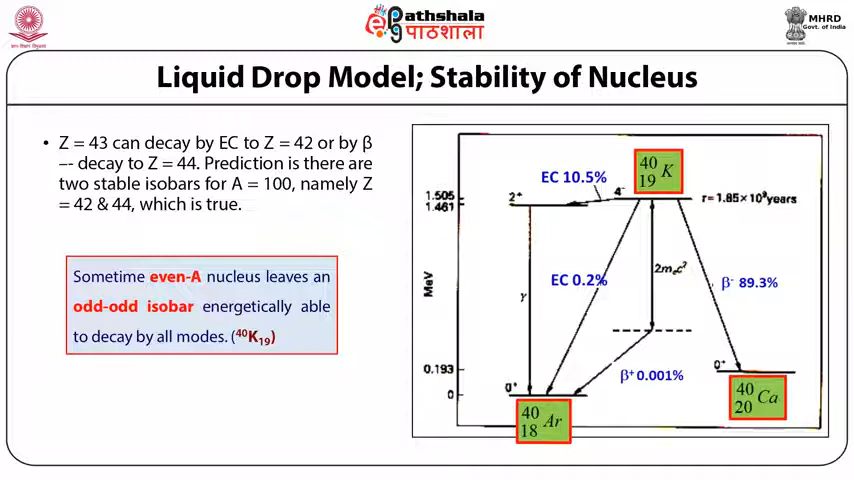 ePathshala
पाठशाला
MHRD
Govt. of India
Liquid Drop Model; Stability of Nucleus
• Z = 43 can decay by EC to Z = 42 or by β
–- decay to Z = 44. Prediction is there are
two stable isobars for A = 100, namely Z
= 42 & 44, which is true.
Sometime even-A nucleus leaves an
odd-odd isobar energetically able
to decay by all modes. (⁴⁰K₁₉)
40
19 K
EC 10.5%
4⁻
2⁺
1.505
1.461
τ = 1.85×10⁹years
MeV
γ
EC 0.2%
2mₑc²
β⁻ 89.3%
β⁺ 0.001%
0.193
0⁺
0
0⁺
40
18 Ar
40
20 Ca